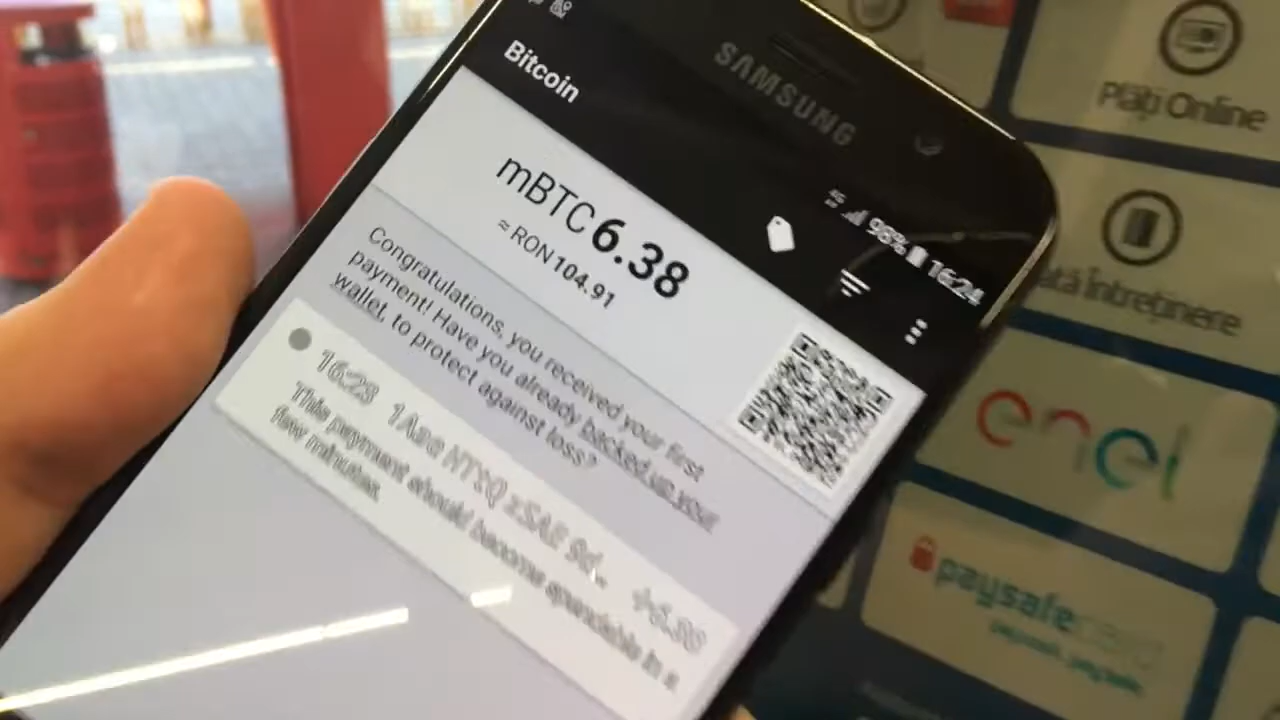 Bitcoin
SAMSUNG
98% 16:24
mBTC 6.38
≈ RON 104.91
Congratulations, you received your first
payment! Have you already backed up your
wallet, to protect against loss?
16:23 +6.38
This payment should become spendable in a
few minutes.
Plăți Online
Întreținere
enel
paysafecard